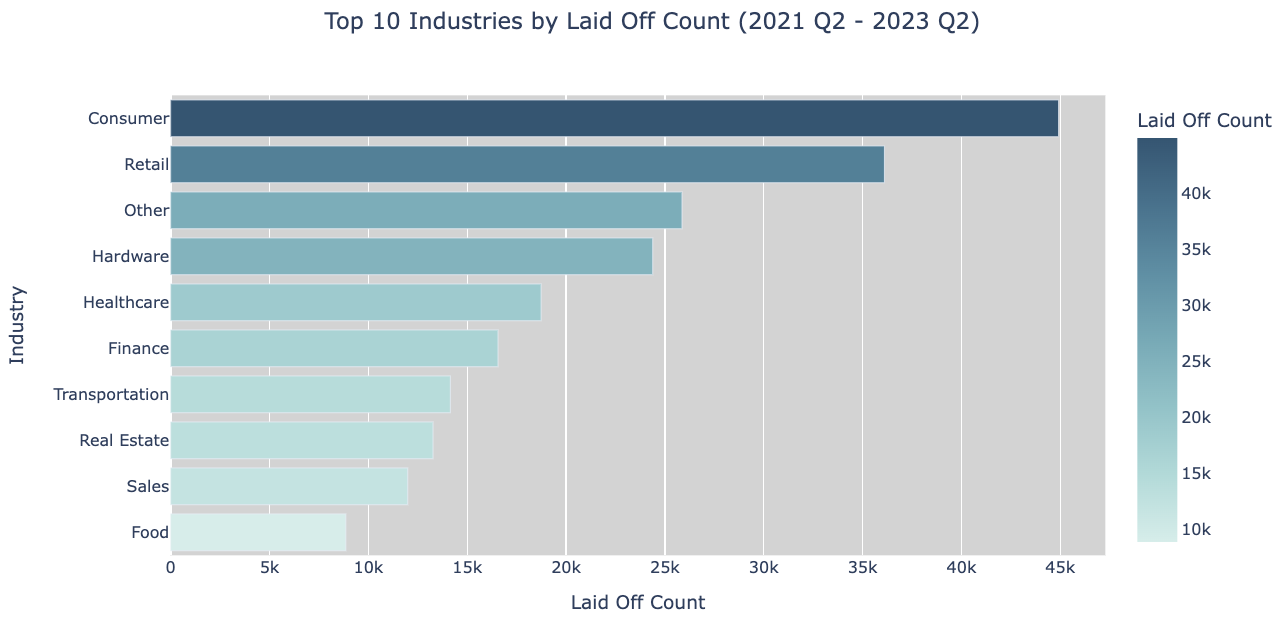 Top 10 Industries by Laid Off Count (2021 Q2 - 2023 Q2)
Industry
Consumer
Retail
Other
Hardware
Healthcare
Finance
Transportation
Real Estate
Sales
Food
0 5k 10k 15k 20k 25k 30k 35k 40k 45k
Laid Off Count
Laid Off Count
40k
35k
30k
25k
20k
15k
10k